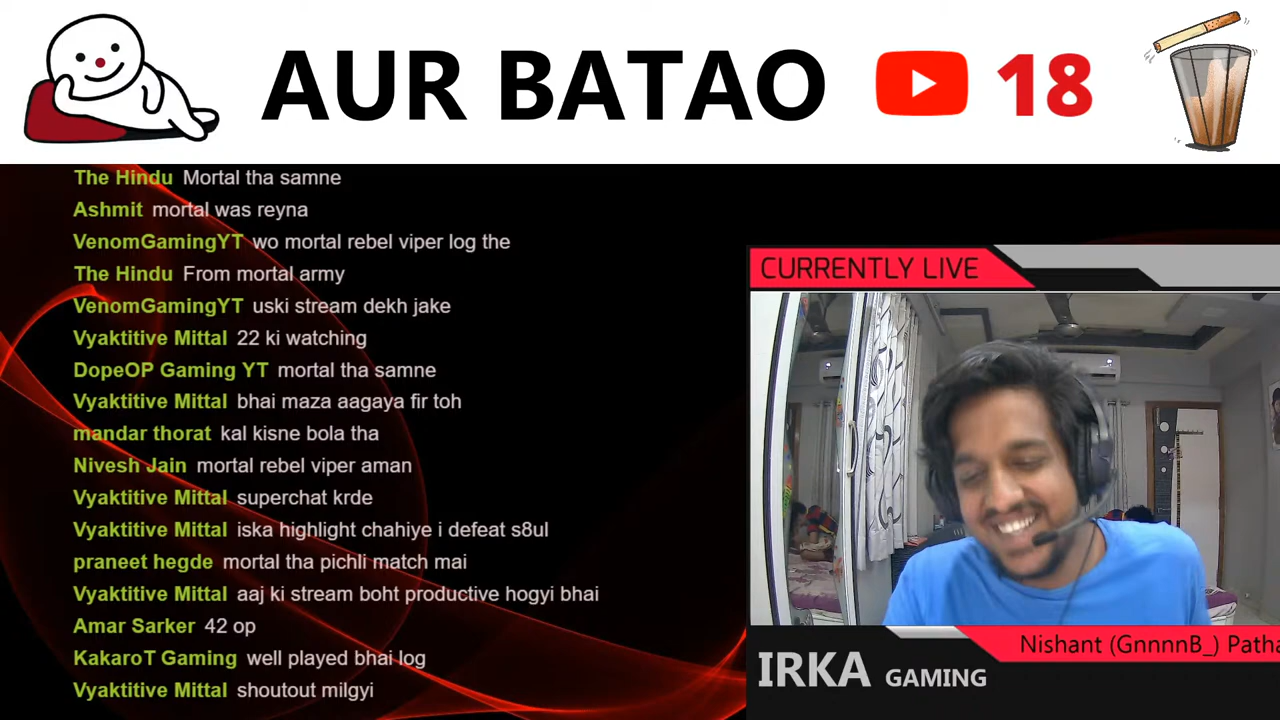 AUR BATAO 18
The Hindu Mortal tha samne
Ashmit mortal was reyna
VenomGamingYT wo mortal rebel viper log the
The Hindu From mortal army
VenomGamingYT uski stream dekh jake
Vyaktitive Mittal 22 ki watching
DopeOP Gaming YT mortal tha samne
Vyaktitive Mittal bhai maza aagaya fir toh
mandar thorat kal kisne bola tha
Nivesh Jain mortal rebel viper aman
Vyaktitive Mittal superchat krde
Vyaktitive Mittal iska highlight chahiye i defeat s8ul
praneet hegde mortal tha pichli match mai
Vyaktitive Mittal aaj ki stream boht productive hogyi bhai
Amar Sarker 42 op
KakaroT Gaming well played bhai log
Vyaktitive Mittal shoutout milgyi
CURRENTLY LIVE
Nishant (GnnnnB_) Patha
IRKA GAMING